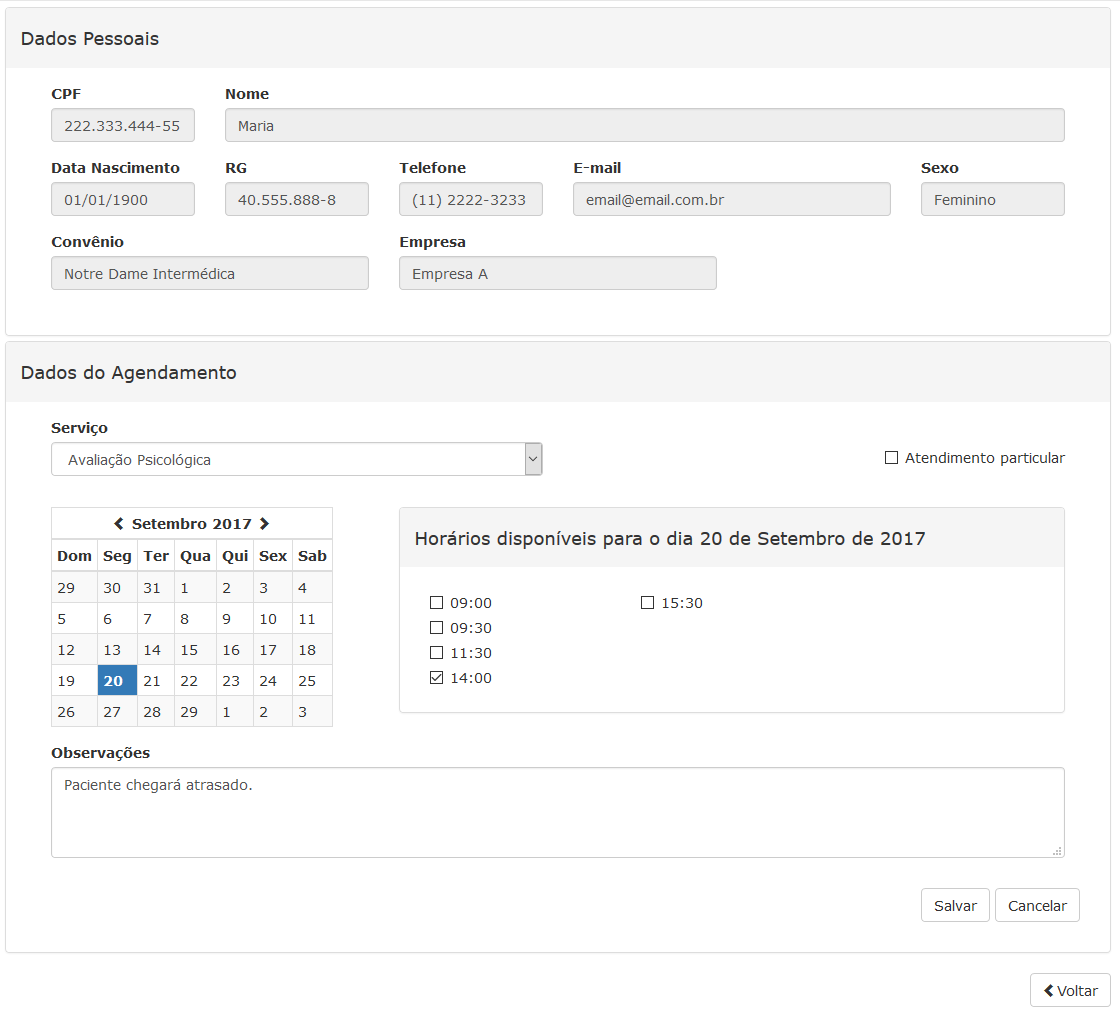 Dados Pessoais
CPF Nome
222.333.444-55 Maria
Data Nascimento RG Telefone E-mail Sexo
01/01/1900 40.555.888-8 (11) 2222-3233 email@email.com.br Feminino
Convênio Empresa
Notre Dame Intermédica Empresa A
Dados do Agendamento
Serviço
Avaliação Psicológica
Atendimento particular
Setembro 2017
Dom Seg Ter Qua Qui Sex Sab
29 30 31 1 2 3 4
5 6 7 8 9 10 11
12 13 14 15 16 17 18
19 20 21 22 23 24 25
26 27 28 29 1 2 3
Horários disponíveis para o dia 20 de Setembro de 2017
09:00 15:30
09:30
11:30
14:00
Observações
Paciente chegará atrasado.
Salvar Cancelar
Voltar